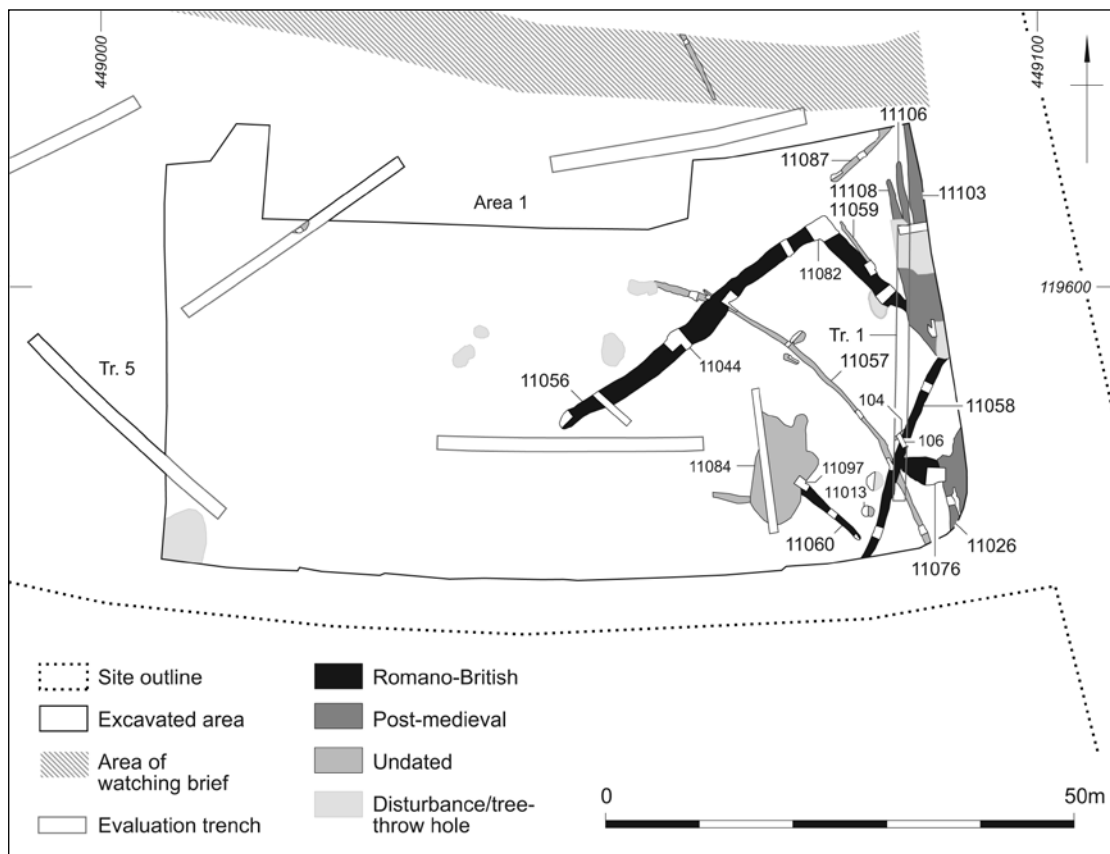 449000
449100
11106
11087
11108
11103
11059
Area 1
11082
119600
Tr. 5
Tr. 1
11057
11044
11056
11058
104
106
11084
11097
11013
11060
11026
11076
Site outline
Romano-British
Excavated area
Post-medieval
Area of
watching brief
Undated
Evaluation trench
Disturbance/tree-
throw hole
0
50m